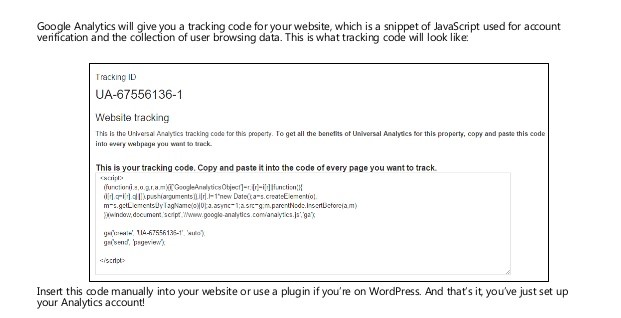 Google Analytics will give you a tracking code for your website, which is a snippet of JavaScript used for account
verification and the collection of user browsing data. This is what tracking code will look like:
Tracking ID
UA-67556136-1
Website tracking
This is the Universal Analytics tracking code for this property. To get all the benefits of Universal Analytics for this property, copy and paste this code
into every webpage you want to track.
This is your tracking code. Copy and paste it into the code of every page you want to track.
<script>
(function(i,s,o,g,r,a,m){i['GoogleAnalyticsObject']=r;i[r]=i[r]||function(){
(i[r].q=i[r].q||[]).push(arguments)},i[r].l=1*new Date();a=s.createElement(o),
m=s.getElementsByTagName(o)[0];a.async=1;a.src=g;m.parentNode.insertBefore(a,m)
})(window,document,'script','//www.google-analytics.com/analytics.js','ga');
ga('create', 'UA-67556136-1', 'auto');
ga('send', 'pageview');
</script>
Insert this code manually into your website or use a plugin if you're on WordPress. And that's it, you've just set up
your Analytics account!